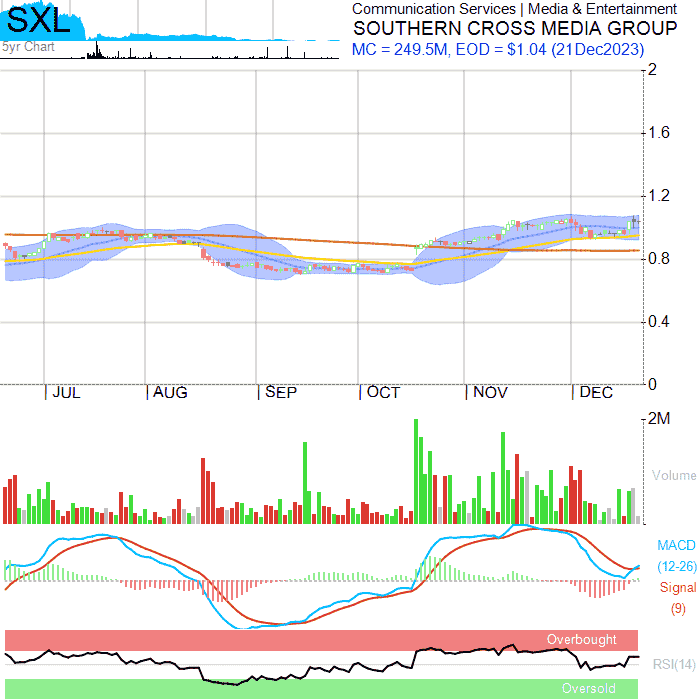 SXL
5yr Chart
Communication Services | Media & Entertainment
SOUTHERN CROSS MEDIA GROUP
MC = 249.5M, EOD = $1.04 (21Dec2023)
2
1.6
1.2
0.8
0.4
0
JUL AUG SEP OCT NOV DEC
2M
Volume
MACD
(12-26)
Signal
(9)
Overbought
RSI(14)
Oversold